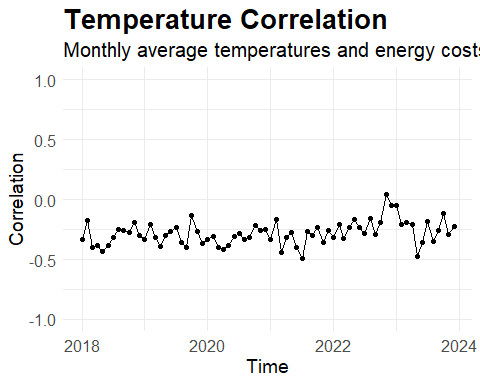 Temperature Correlation
Monthly average temperatures and energy costs
1.0
0.5
0.0
-0.5
-1.0
Correlation
2018
2020
2022
2024
Time